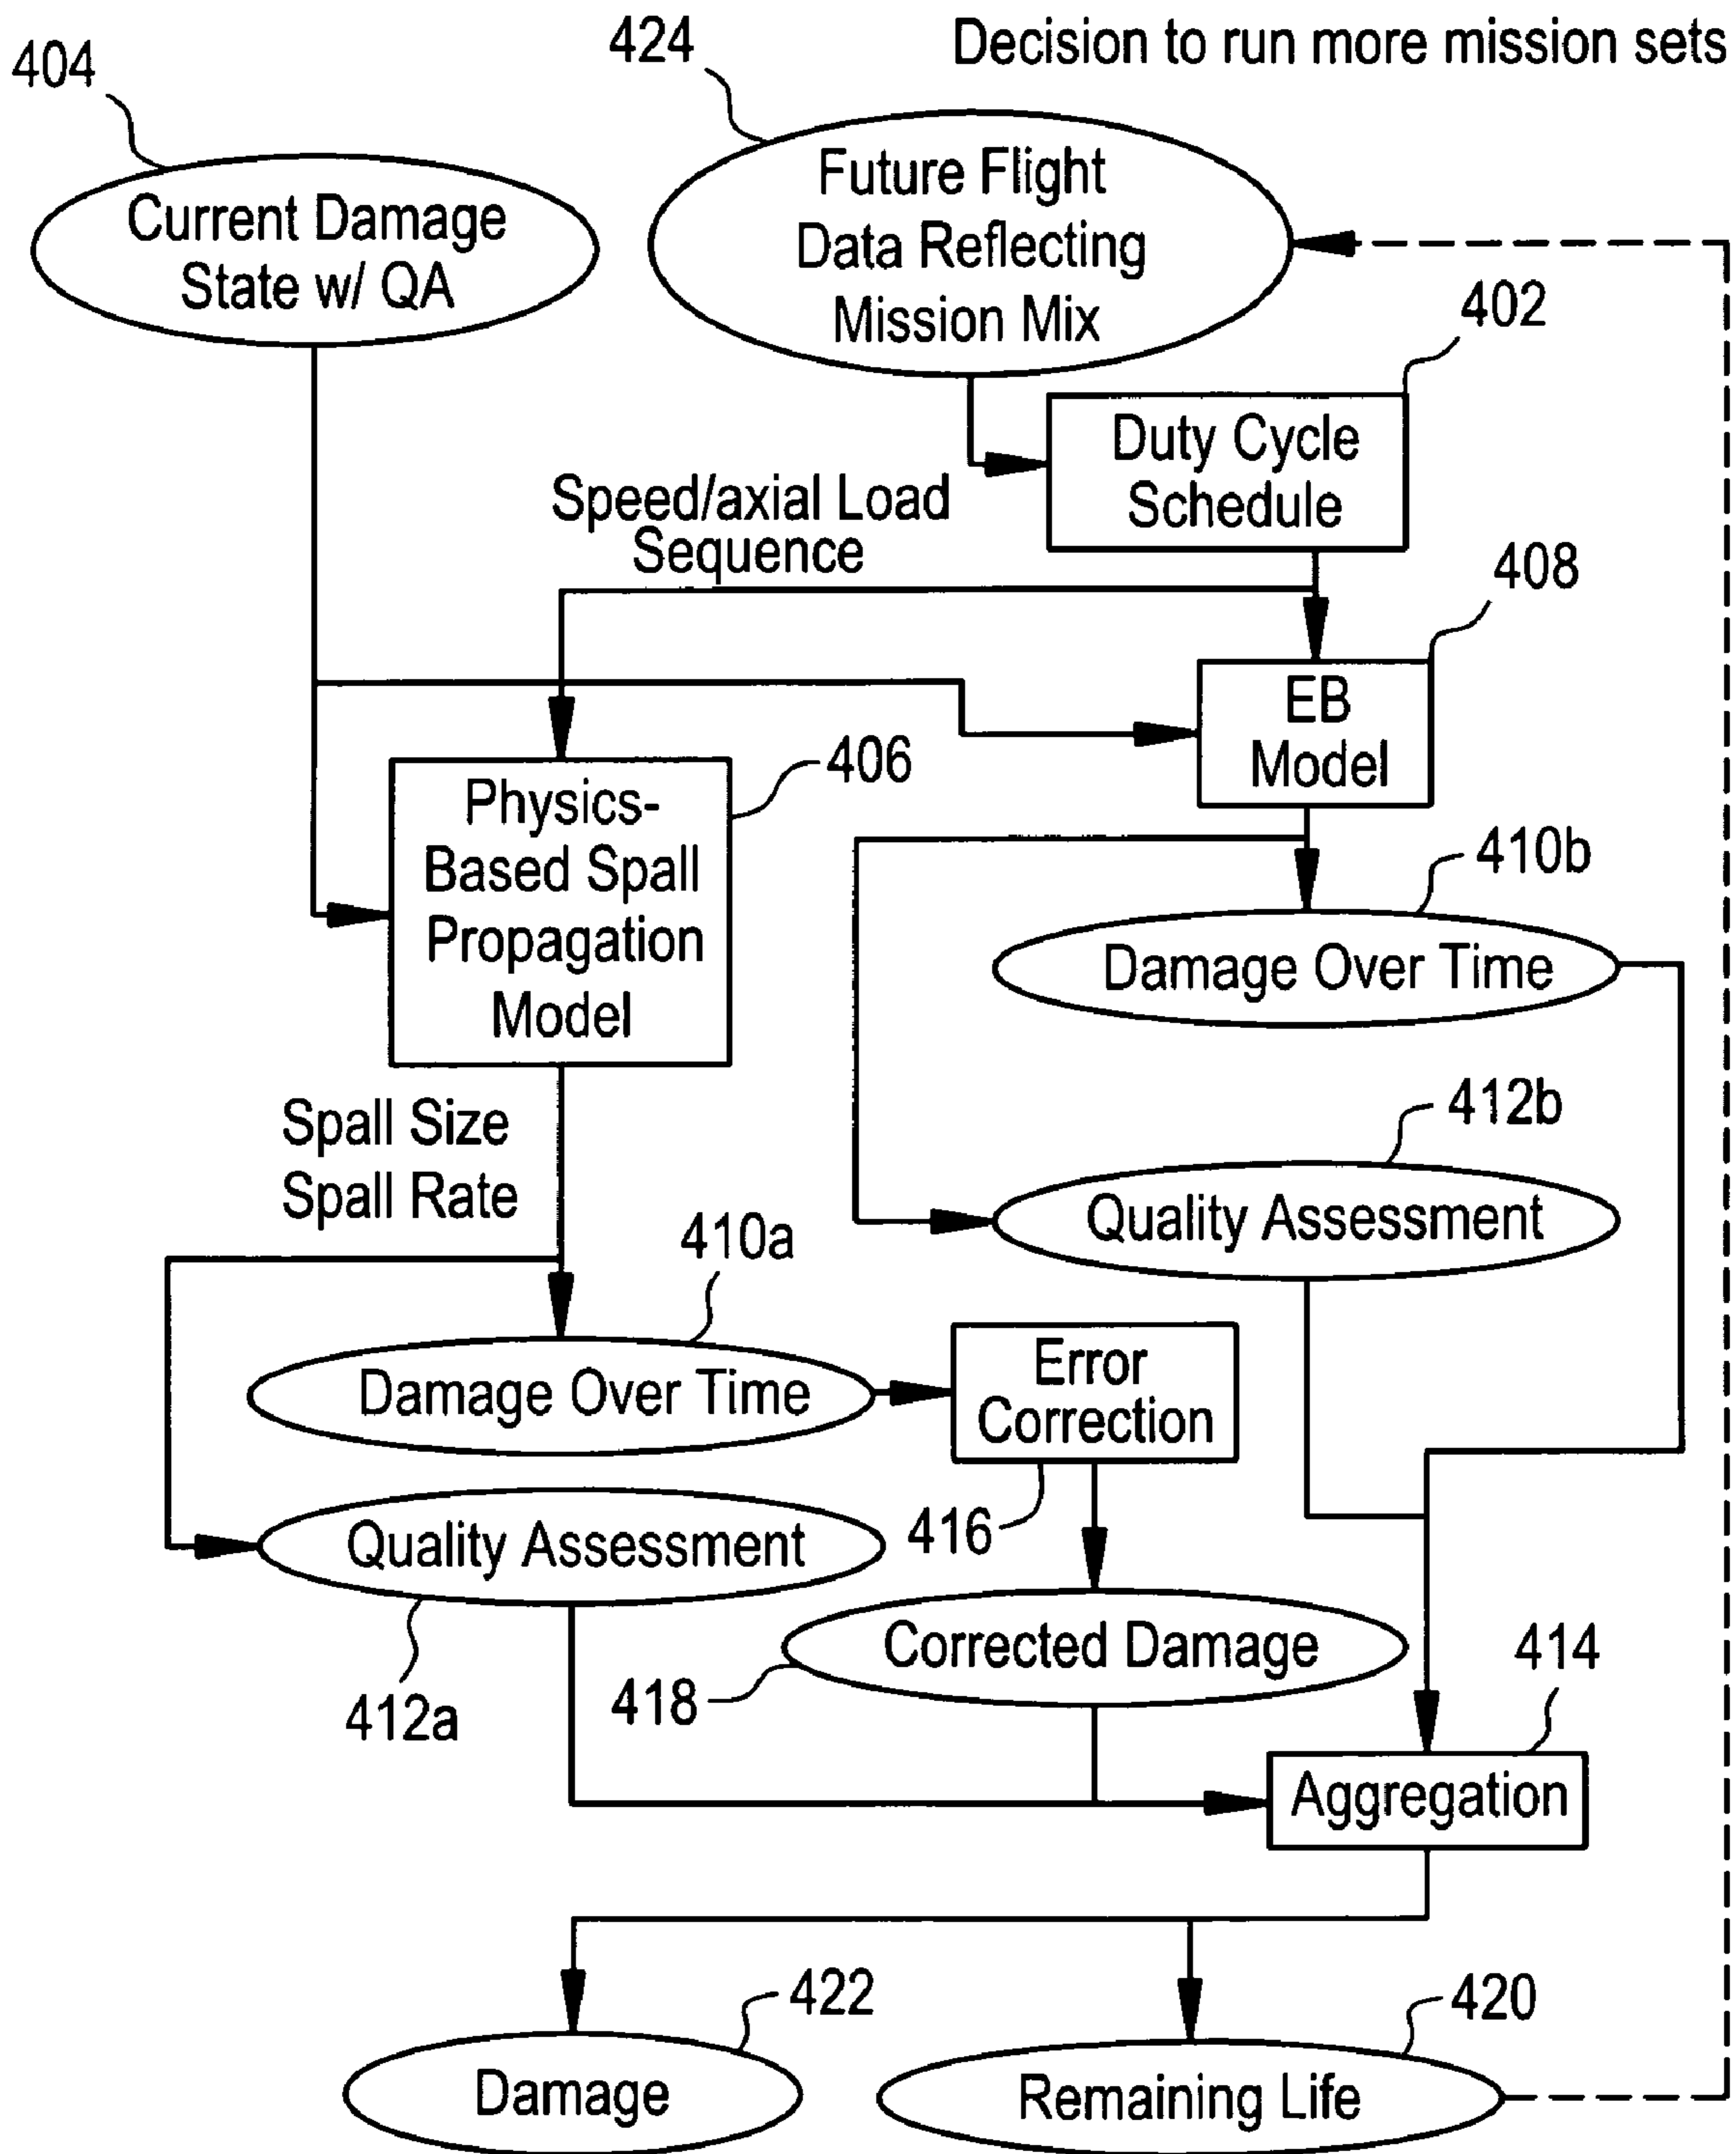 404
424
Decision to run more mission sets
Current Damage
State w/ QA
Future Flight
Data Reflecting
Mission Mix
402
Duty Cycle
Schedule
Speed/axial Load
Sequence
408
EB
Model
406
Physics-
Based Spall
Propagation
Model
410b
Damage Over Time
Spall Size
Spall Rate
412b
Quality Assessment
410a
Damage Over Time
Error
Correction
416
Quality Assessment
412a
Corrected Damage
418
414
Aggregation
422
Damage
420
Remaining Life